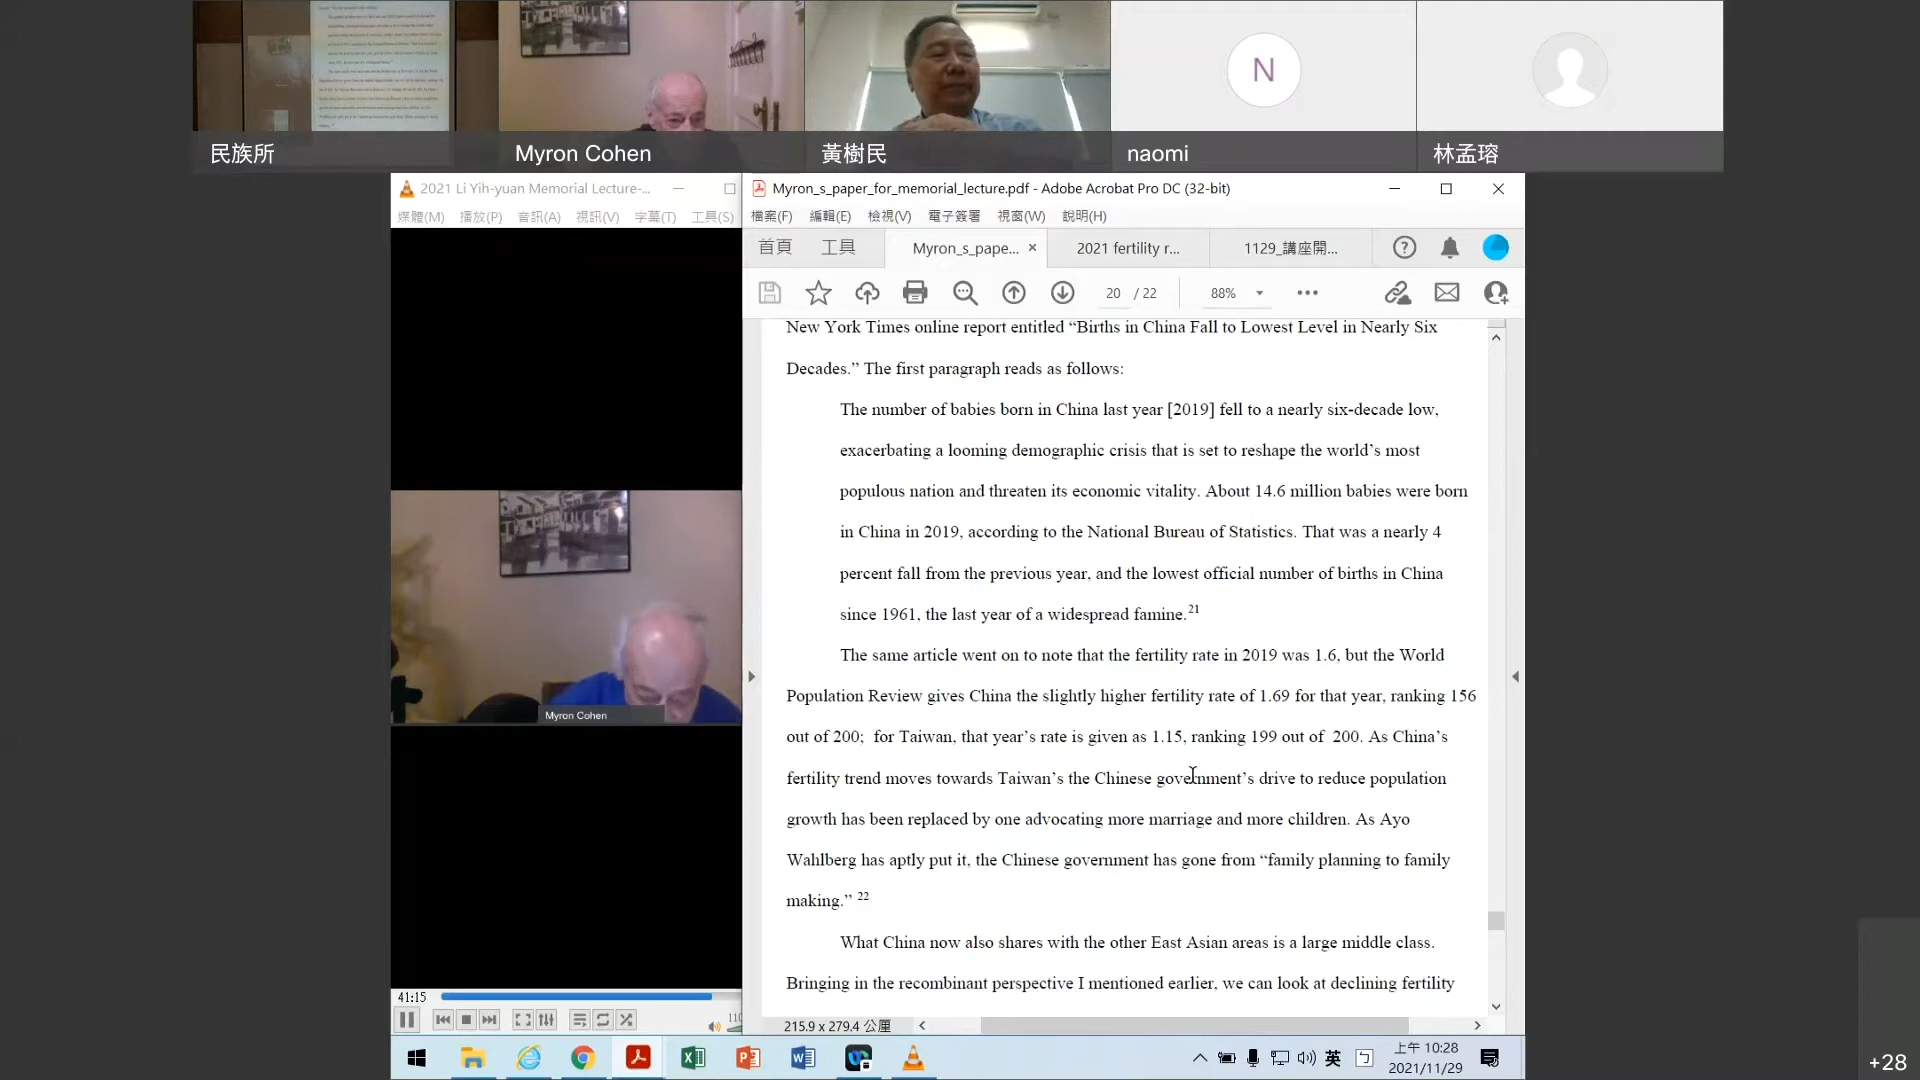 民族所
Myron Cohen
黃樹民
N
naomi
林孟瑢
2021 Li Yih-yuan Memorial Lecture-...
媒體(M) 播放(P) 音訊(A) 視訊(V) 字幕(T) 工具(S)
Myron Cohen
41:15
110
Myron_s_paper_for_memorial_lecture.pdf - Adobe Acrobat Pro DC (32-bit)
檔案(F) 編輯(E) 檢視(V) 電子簽署 視窗(W) 說明(H)
首頁 工具 Myron_s_pape... × 2021 fertility r... 1129_講座開...
20 / 22 88%
New York Times online report entitled “Births in China Fall to Lowest Level in Nearly Six
Decades.” The first paragraph reads as follows:
The number of babies born in China last year [2019] fell to a nearly six-decade low,
exacerbating a looming demographic crisis that is set to reshape the world’s most
populous nation and threaten its economic vitality. About 14.6 million babies were born
in China in 2019, according to the National Bureau of Statistics. That was a nearly 4
percent fall from the previous year, and the lowest official number of births in China
since 1961, the last year of a widespread famine.21
The same article went on to note that the fertility rate in 2019 was 1.6, but the World
Population Review gives China the slightly higher fertility rate of 1.69 for that year, ranking 156
out of 200;  for Taiwan, that year’s rate is given as 1.15, ranking 199 out of  200. As China’s
fertility trend moves towards Taiwan’s the Chinese government’s drive to reduce population
growth has been replaced by one advocating more marriage and more children. As Ayo
Wahlberg has aptly put it, the Chinese government has gone from “family planning to family
making.” 22
What China now also shares with the other East Asian areas is a large middle class.
Bringing in the recombinant perspective I mentioned earlier, we can look at declining fertility
215.9 x 279.4 公厘
英
上午 10:28
2021/11/29
+28